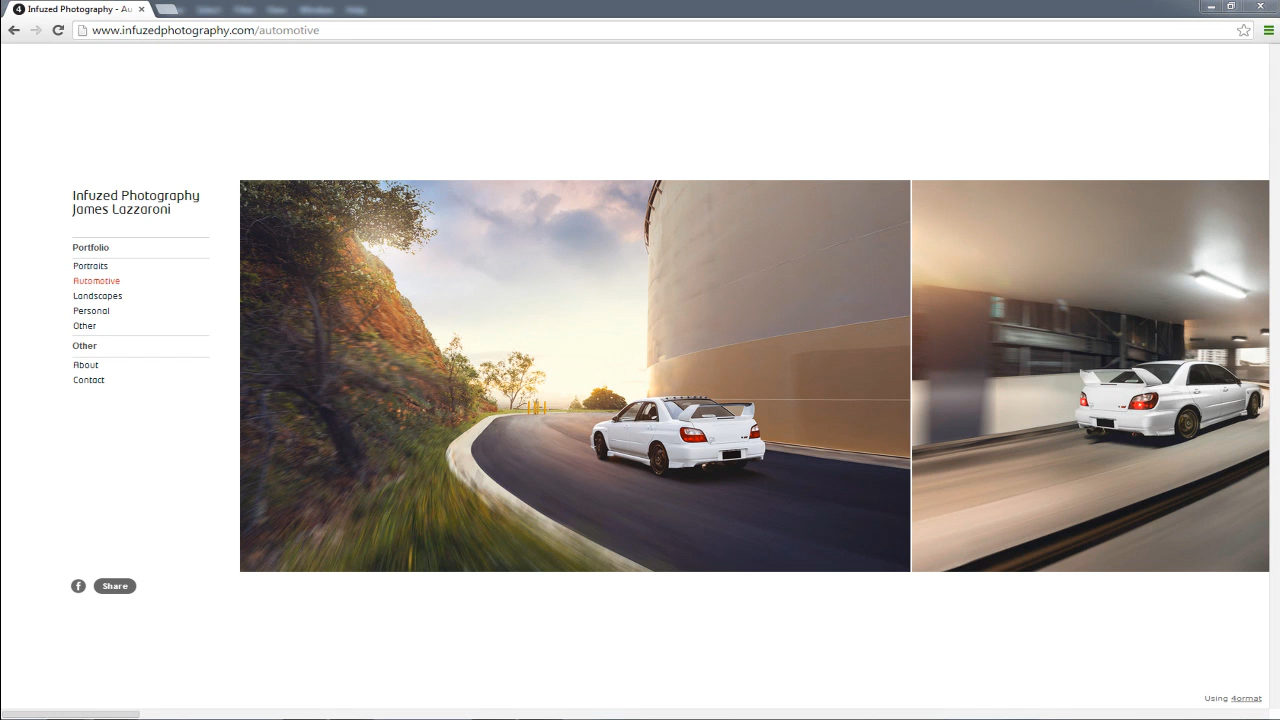 Infuzed Photography - Au
www.infuzedphotography.com/automotive
Infuzed Photography
James Lazzaroni
Portfolio
Portraits
Automotive
Landscapes
Personal
Other
Other
About
Contact
f Share
Using 4ormat